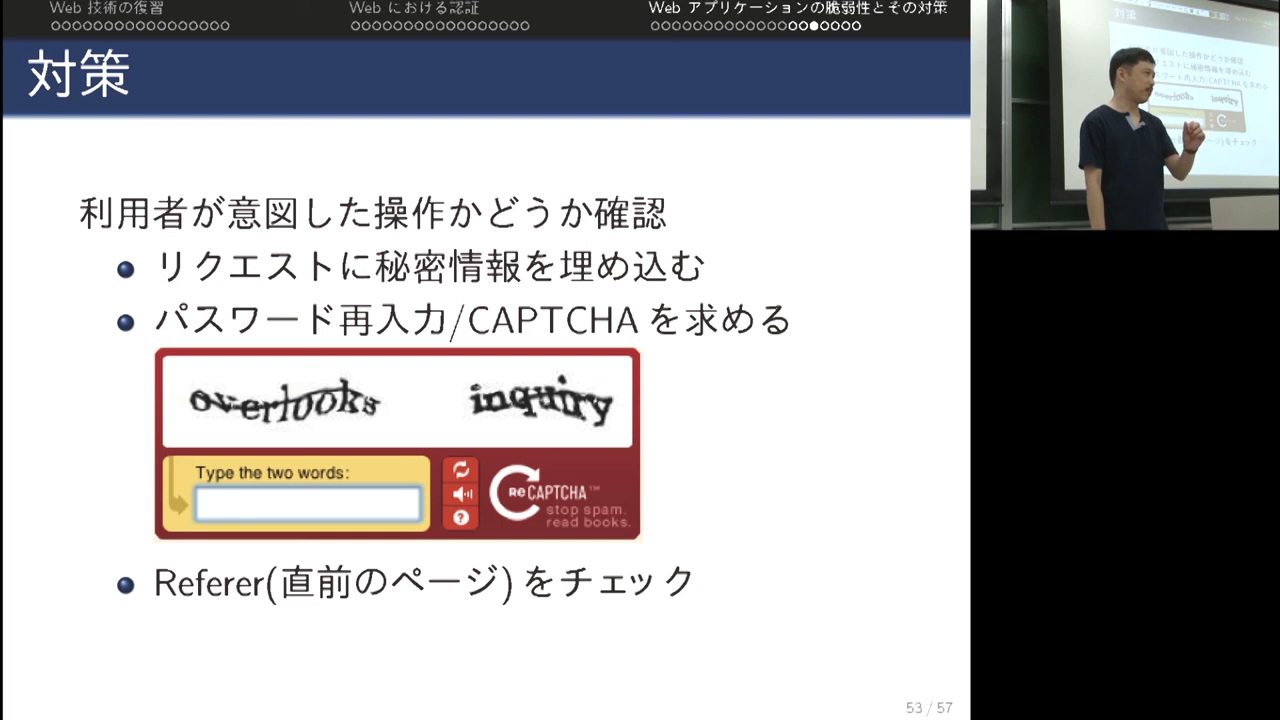 Web 技術の復習
Web における認証
Web アプリケーションの脆弱性とその対策
対策
利用者が意図した操作かどうか確認
リクエストに秘密情報を埋め込む
パスワード再入力/CAPTCHA を求める
overlooks inquiry
Type the two words:
ReCAPTCHA™
stop spam.
read books.
Referer(直前のページ) をチェック
53 / 57